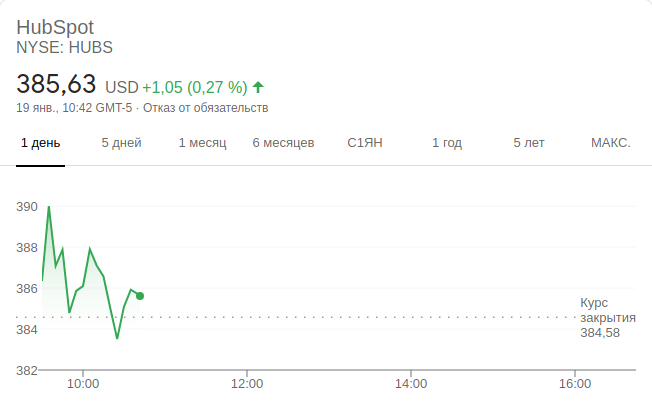 HubSpot
NYSE: HUBS
385,63 USD +1,05 (0,27 %)
19 янв., 10:42 GMT-5 · Отказ от обязательств
1 день 5 дней 1 месяц 6 месяцев С1ЯН 1 год 5 лет МАКС.
390
388
386
384
382
Курс
закрытия
384,58
10:00 12:00 14:00 16:00